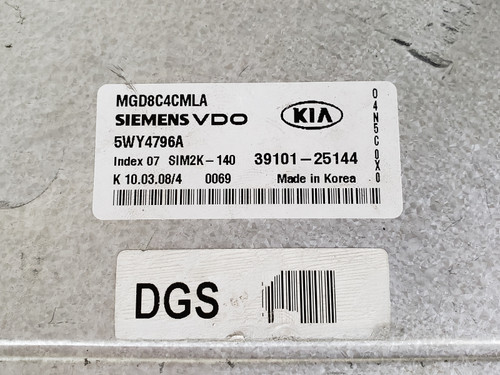 MGD8C4CMLA
SIEMENS VDO
KIA
5WY4796A
Index 07 SIM2K-140 39101-25144
K 10.03.08/4 0069 Made in Korea
04N5C0X0
DGS